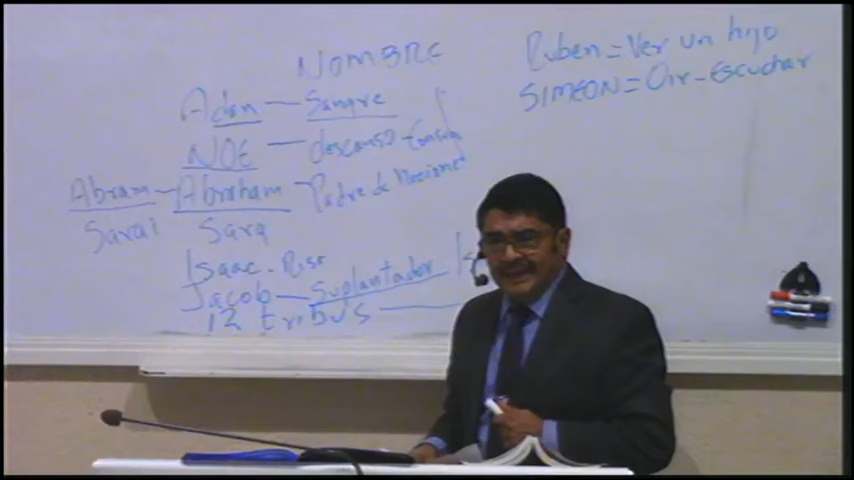 NOMBRE
Adan — Sangre
NOE — descanso -
Abram — Abraham — Padre de Naciones
Sarai Sara
Isaac - Risa
Jacob — Suplantador Is
12 tribus —
Ruben = Ver un hijo
SIMEON = Oir - Escuchar